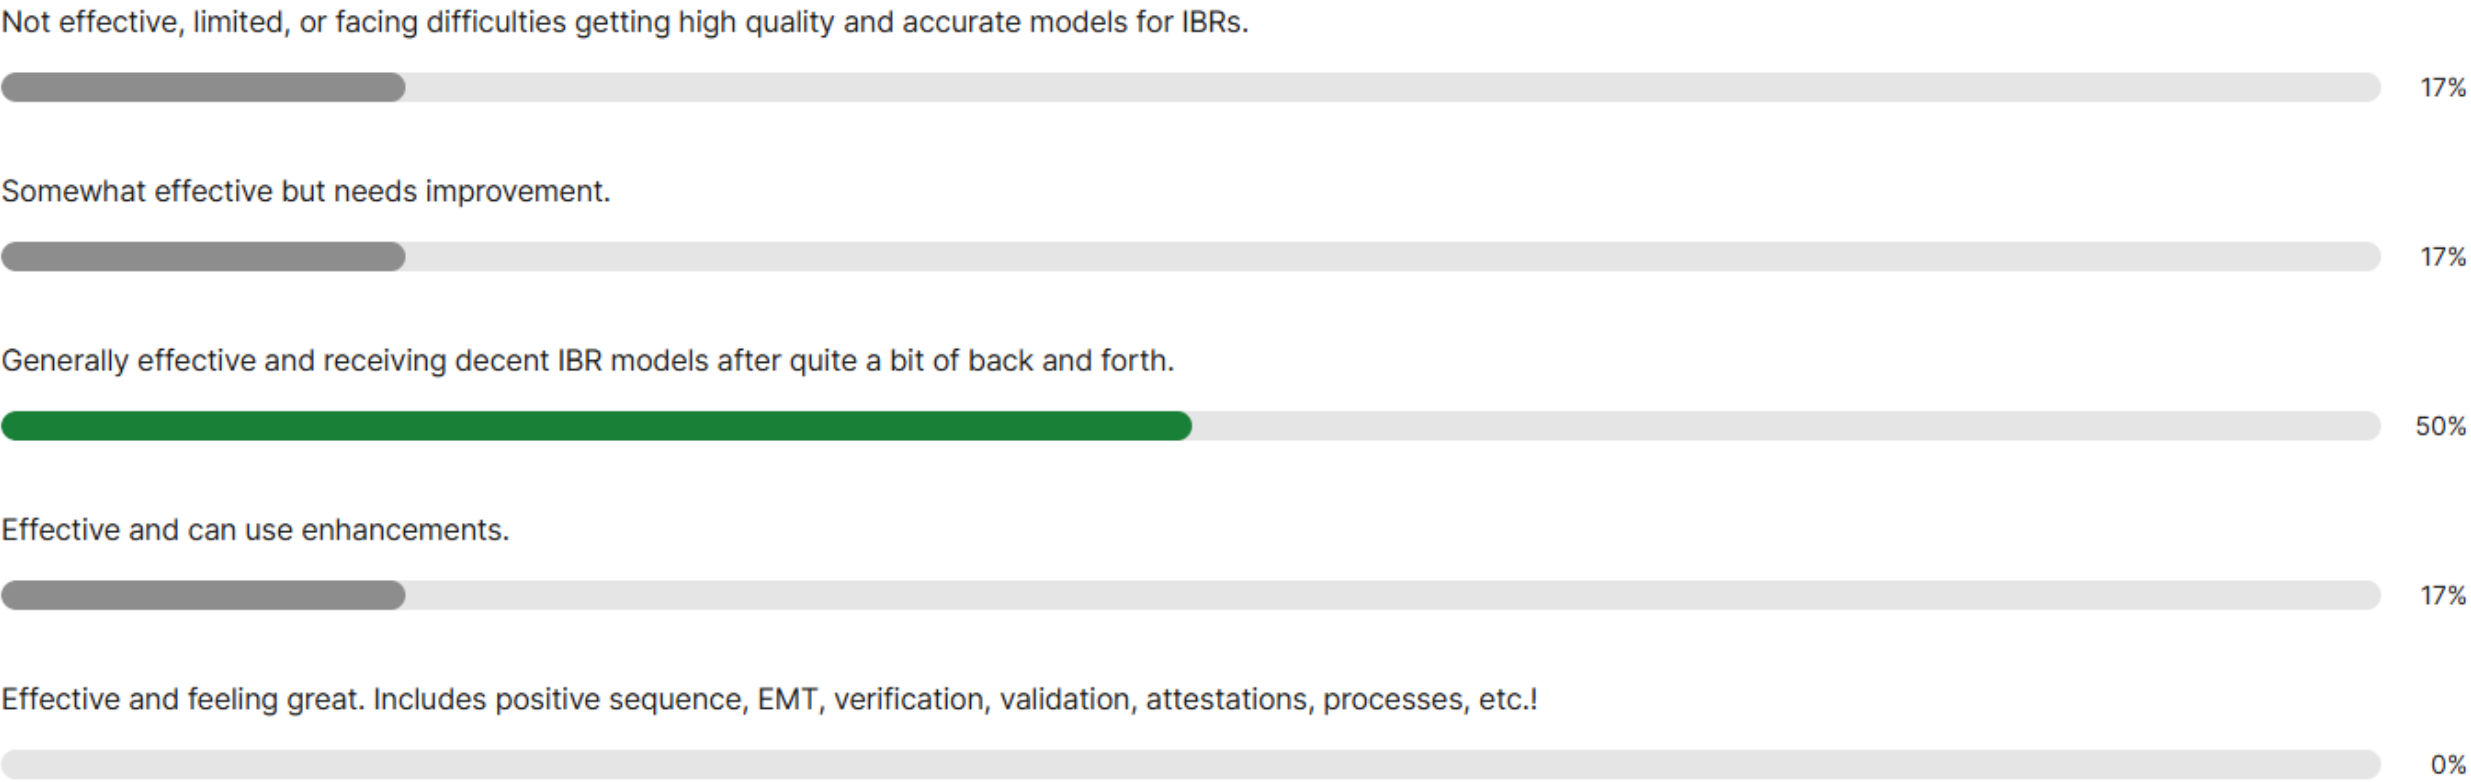 Not effective, limited, or facing difficulties getting high quality and accurate models for IBRs.
17%
Somewhat effective but needs improvement.
17%
Generally effective and receiving decent IBR models after quite a bit of back and forth.
50%
Effective and can use enhancements.
17%
Effective and feeling great. Includes positive sequence, EMT, verification, validation, attestations, processes, etc.!
0%